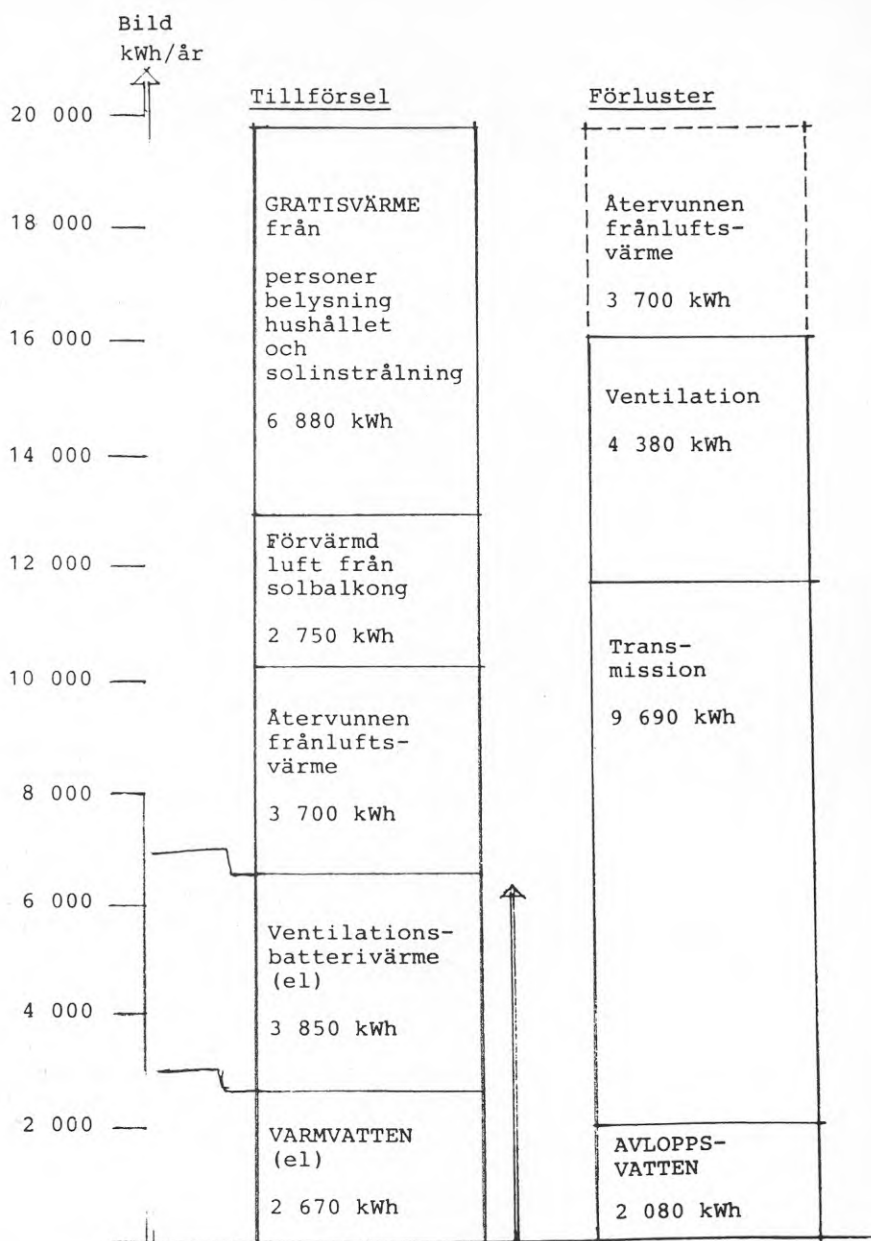 Bild
kWh/år
20 000
18 000
16 000
14 000
12 000
10 000
8 000
6 000
4 000
2 000
Tillförsel
GRATISVÄRME
från
personer
belysning
hushållet
och
solinstrålning
6 880 kWh
Förvärmd
luft från
solbalkong
2 750 kWh
Återvunnen
frånlufts-
värme
3 700 kWh
Ventilations-
batterivärme
(el)
3 850 kWh
VARMVATTEN
(el)
2 670 kWh
Förluster
Återvunnen
frånlufts-
värme
3 700 kWh
Ventilation
4 380 kWh
Trans-
mission
9 690 kWh
AVLOPPS-
VATTEN
2 080 kWh